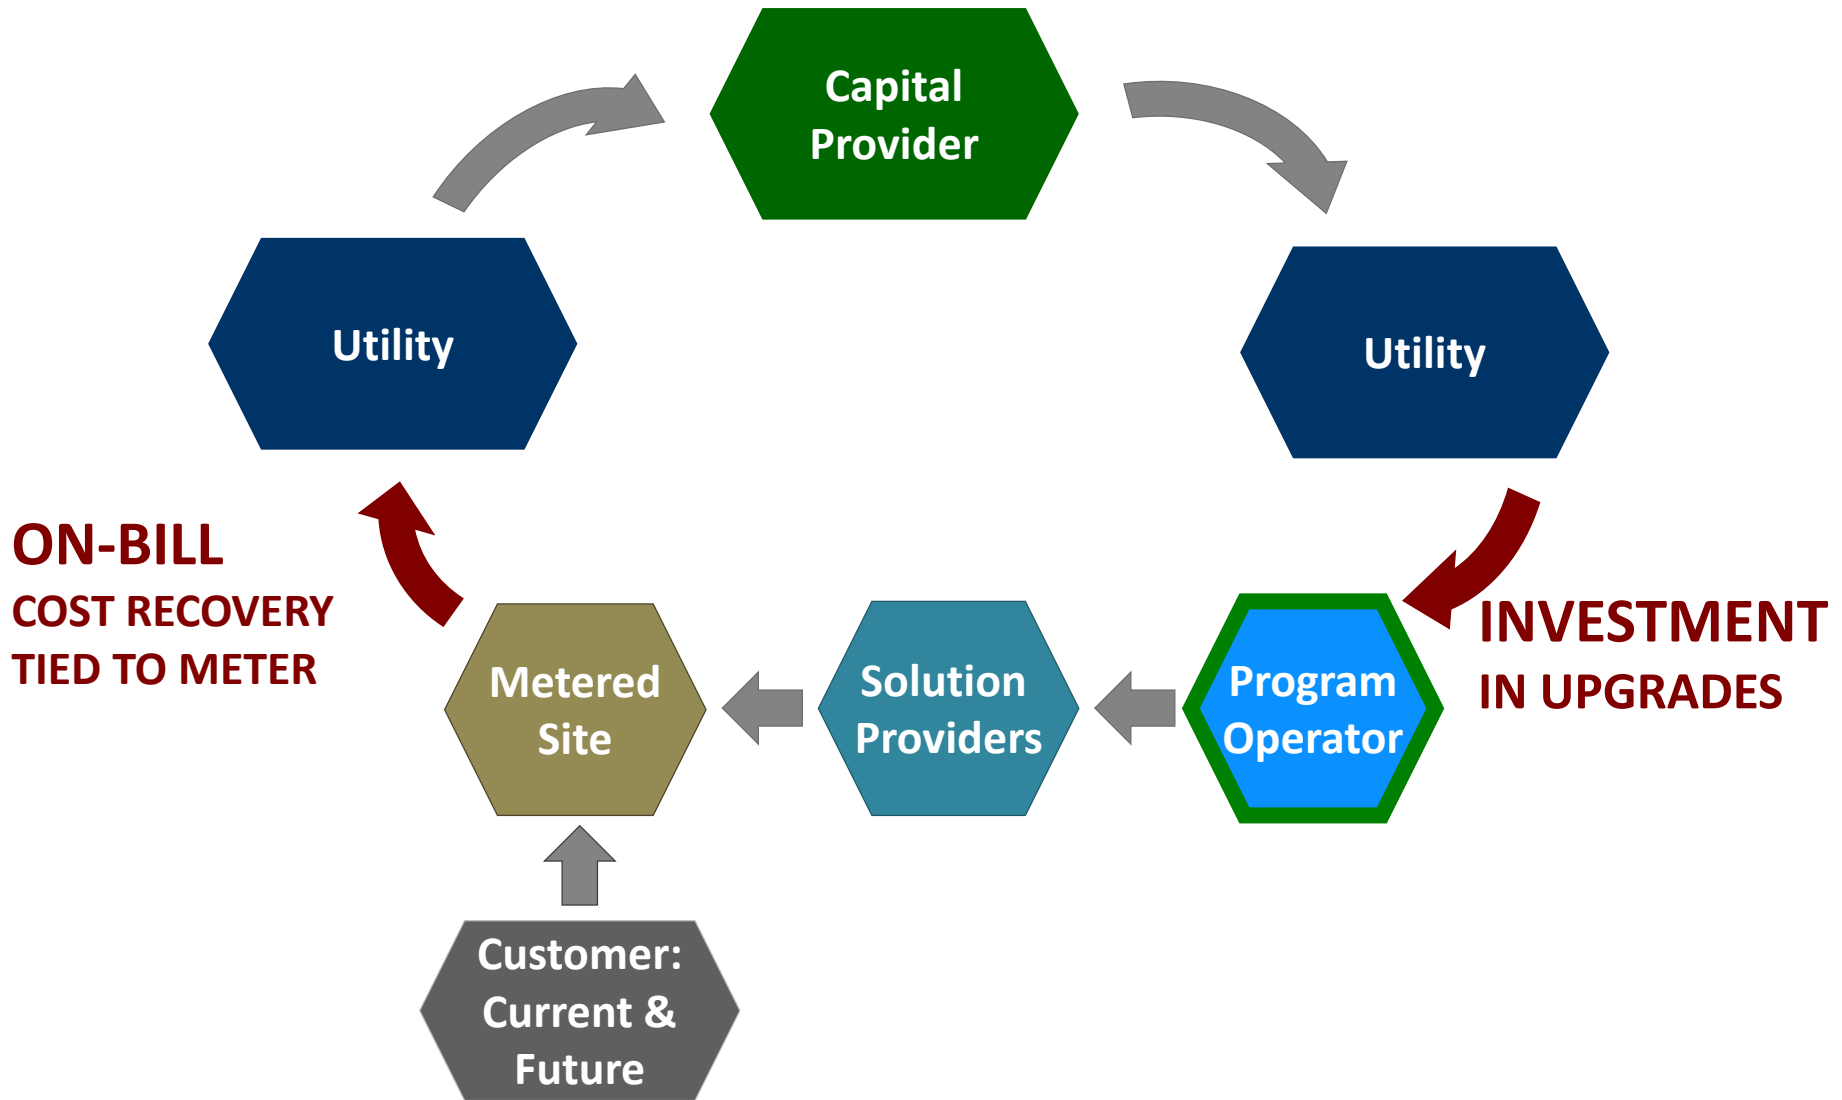 Capital
Provider
Utility
Utility
ON-BILL
COST RECOVERY
TIED TO METER
INVESTMENT
IN UPGRADES
Metered
Site
Solution
Providers
Program
Operator
Customer:
Current &
Future